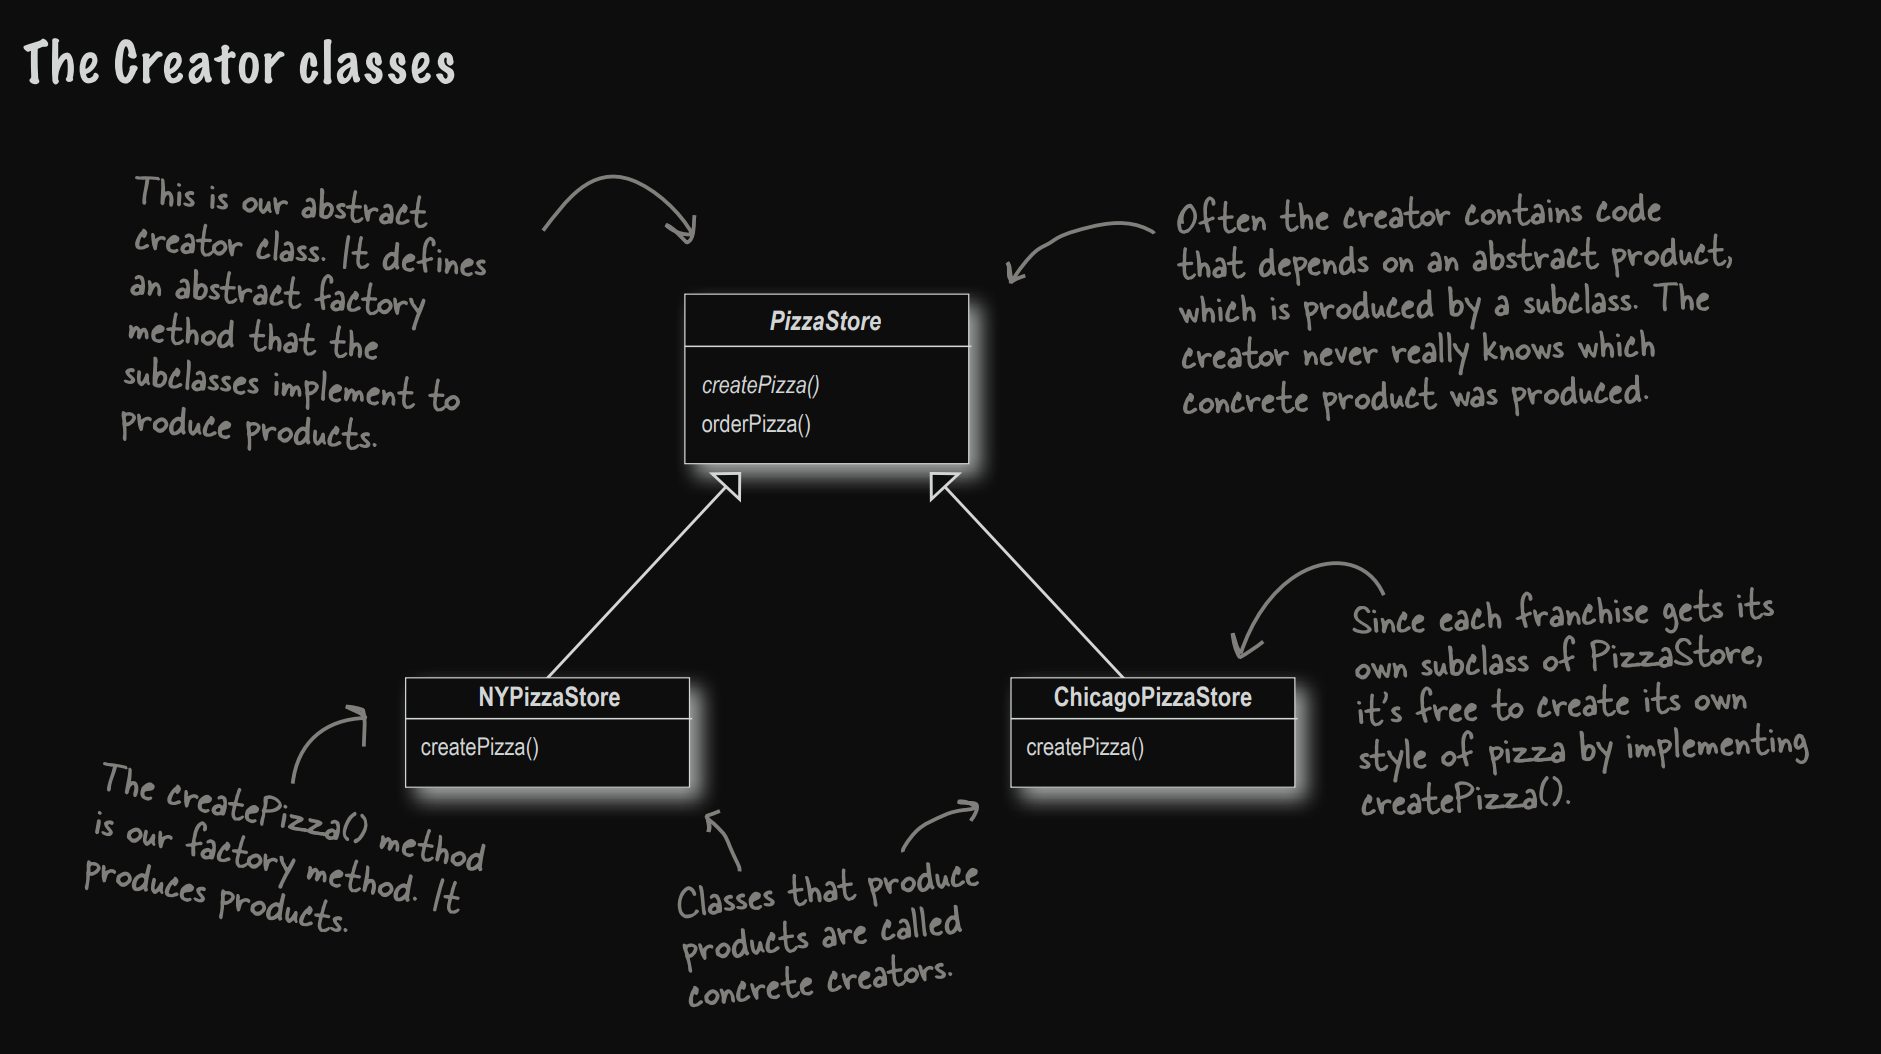 The Creator classes
This is our abstract
creator class. It defines
an abstract factory
method that the
subclasses implement to
produce products.
Often the creator contains code
that depends on an abstract product,
which is produced by a subclass. The
creator never really knows which
concrete product was produced.
PizzaStore
createPizza()
orderPizza()
NYPizzaStore
createPizza()
ChicagoPizzaStore
createPizza()
Since each franchise gets its
own subclass of PizzaStore,
it's free to create its own
style of pizza by implementing
createPizza().
The createPizza() method
is our factory method. It
produces products.
Classes that produce
products are called
concrete creators.